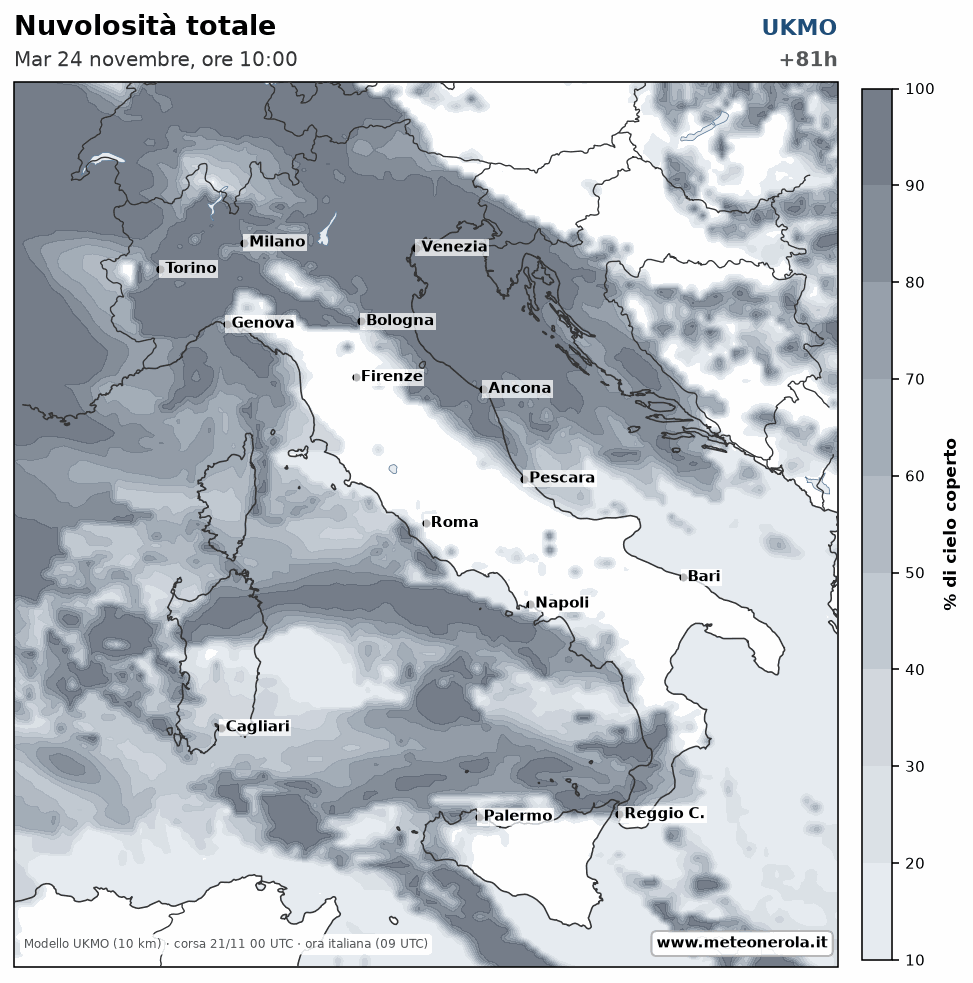 Nuvolosità totale
UKMO
Mar 24 novembre, ore 10:00
+81h
100
90
80
70
60
50
40
30
20
10
% di cielo coperto
Milano
Venezia
Torino
Genova
Bologna
Firenze
Ancona
Pescara
Roma
Bari
Napoli
Cagliari
Palermo
Reggio C.
Modello UKMO (10 km) · corsa 21/11 00 UTC · ora italiana (09 UTC)
www.meteonerola.it